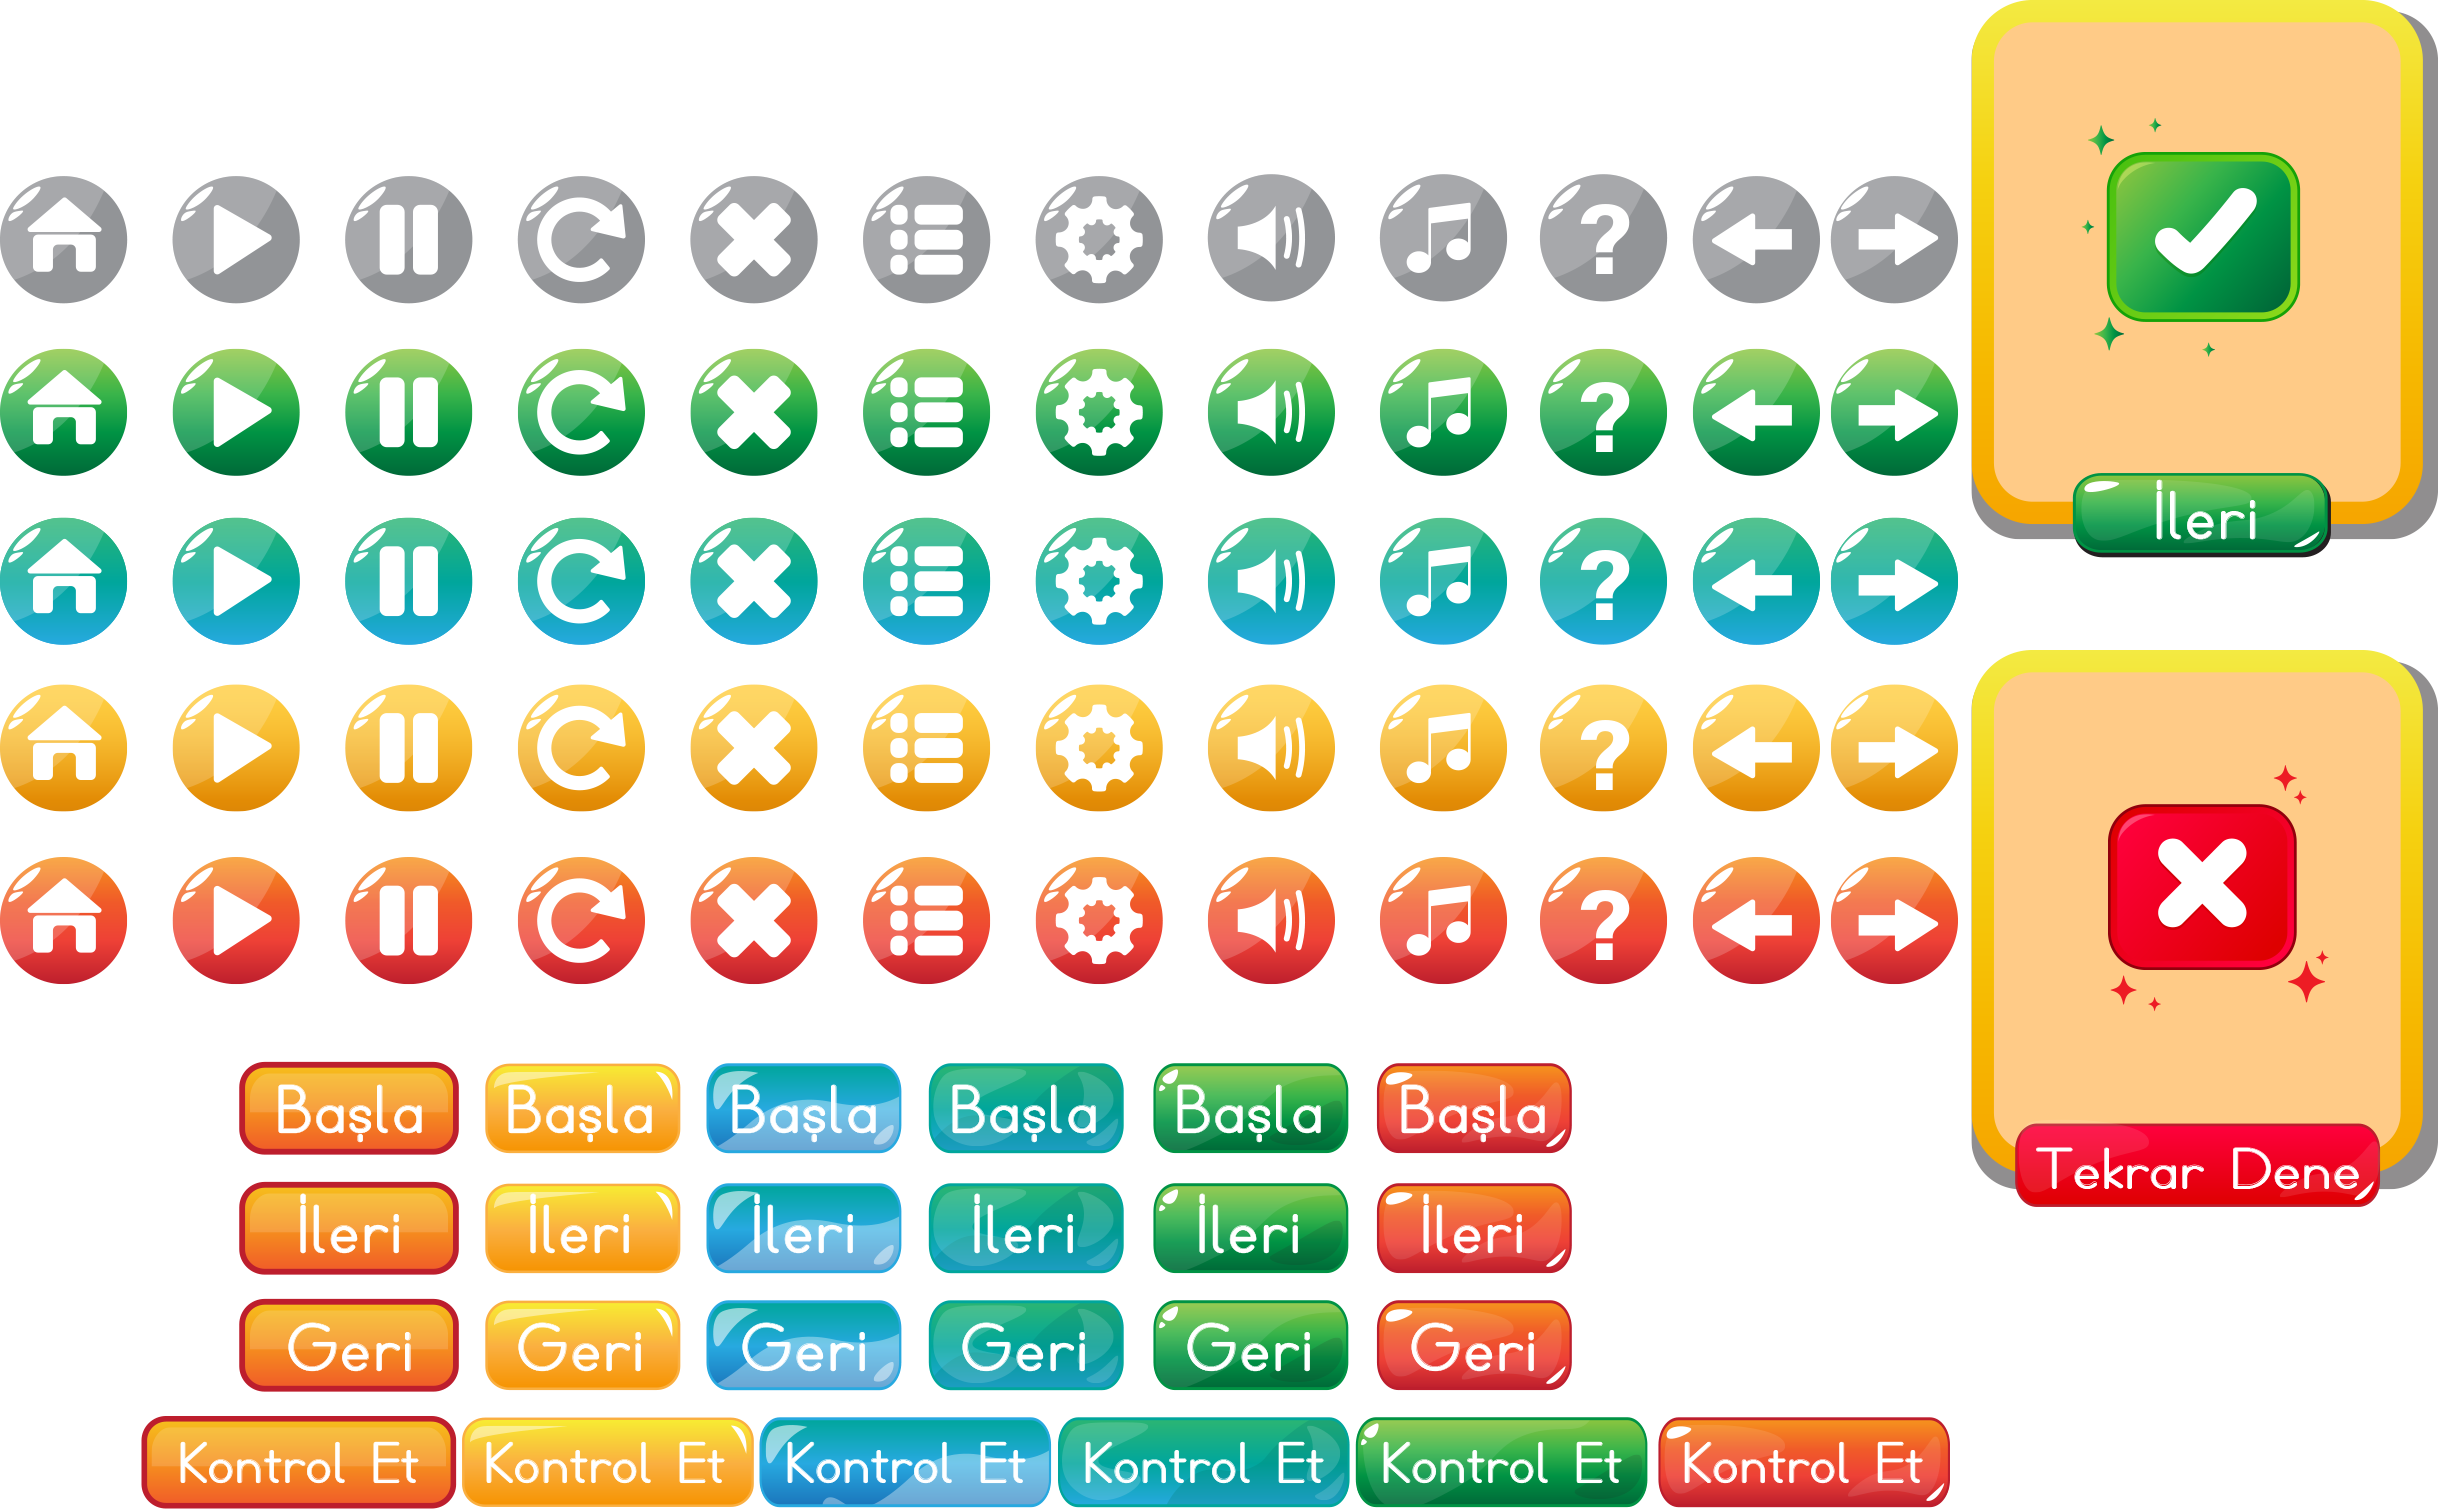 ? 
?
İleri
?
?
?
Tekrar Dene
Başla Başla Başla Başla Başla Başla
İleri İleri İleri İleri İleri İleri
Geri Geri Geri Geri Geri Geri
Kontrol Et Kontrol Et Kontrol Et Kontrol Et Kontrol Et Kontrol Et